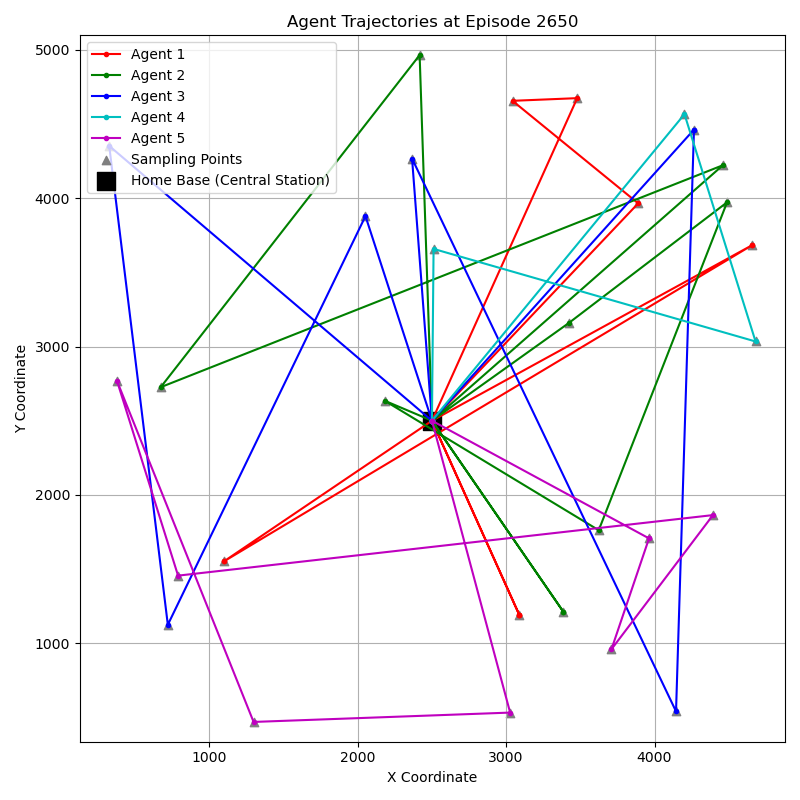 Agent Trajectories at Episode 2650
Agent 1
Agent 2
Agent 3
Agent 4
Agent 5
Sampling Points
Home Base (Central Station)
Y Coordinate
5000
4000
3000
2000
1000
1000 2000 3000 4000
X Coordinate